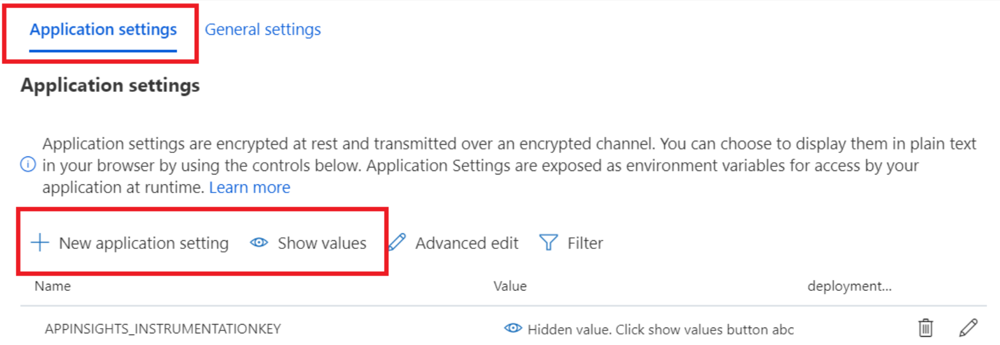 Application settings General settings
Application settings
Application settings are encrypted at rest and transmitted over an encrypted channel. You can choose to display them in plain text
in your browser by using the controls below. Application Settings are exposed as environment variables for access by your
application at runtime. Learn more
New application setting Show values Advanced edit Filter
Name Value deployment...
APPINSIGHTS_INSTRUMENTATIONKEY Hidden value. Click show values button abc